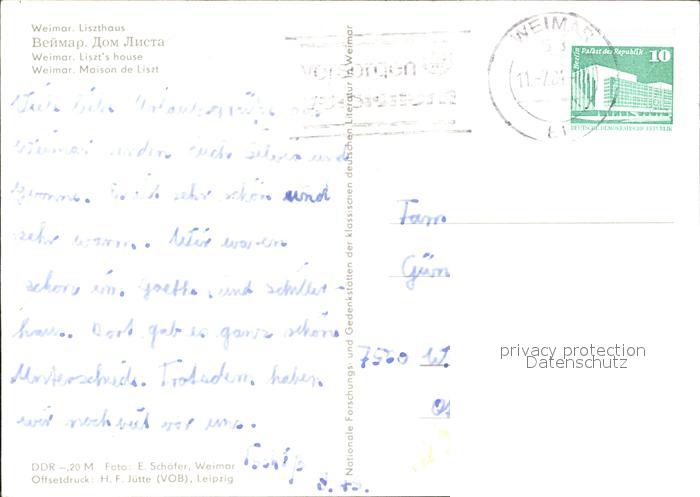 Weimar. Liszthaus
Веймар. Дом Листа
Weimar. Liszt's house
Weimar. Maison de Liszt
WEIMAR
11.-7.
Berlin Palast der Republik
10
DEUTSCHE DEMOKRATISCHE REPUBLIK
Viele liebe Urlaubsgrüße aus
Weimar senden euch und
. Es ist sehr schön und
sehr warm. Wir waren
schon im Goethe und Schiller-
haus. Dort gab es ganz schöne
Unterschiede. Trotzdem haben
wir noch viel vor uns.
Fam.
Gün
Nationale Forschungs- und Gedenkstätten der klassischen deutschen Literatur in Weimar
privacy protection
Datenschutz
DDR –,20 M Foto: E. Schäfer, Weimar
Offsetdruck: H. F. Jütte (VOB), Leipzig